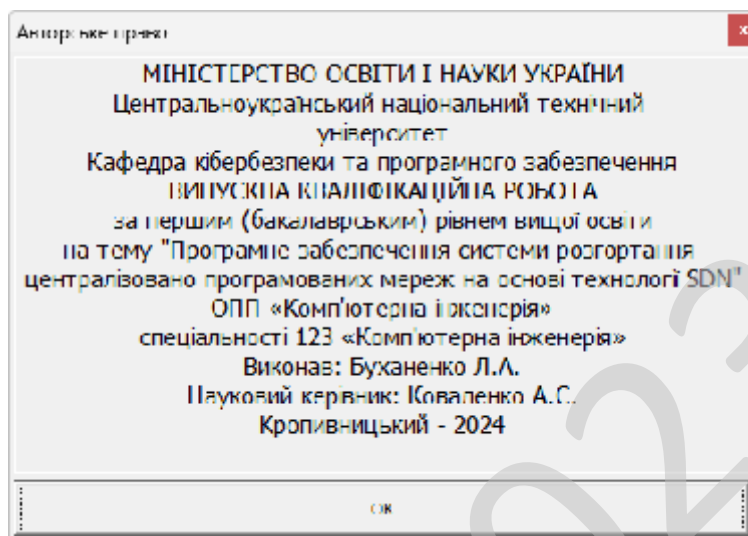 Авторське право
МІНІСТЕРСТВО ОСВІТИ І НАУКИ УКРАЇНИ
Центральноукраїнський національний технічний
університет
Кафедра кібербезпеки та програмного забезпечення
ВИПУСКНА КВАЛІФІКАЦІЙНА РОБОТА
за першим (бакалаврським) рівнем вищої освіти
на тему "Програмне забезпечення системи розгортання
централізовано програмованих мереж на основі технології SDN"
ОПП «Комп'ютерна інженерія»
спеціальності 123 «Комп'ютерна інженерія»
Виконав: Буханенко Л.А.
Науковий керівник: Коваленко А.С.
Кропивницький - 2024
ОК